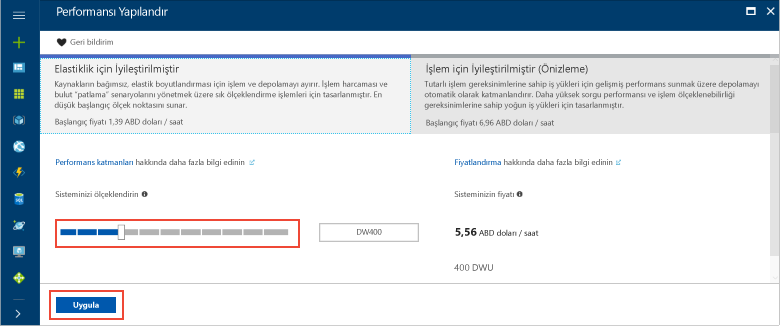 Performansı Yapılandır
Geri bildirim
Elastiklik için İyileştirilmiştir
Kaynakların bağımsız, elastik boyutlandırması için işlem ve depolamayı ayırır. İşlem harcaması ve
bulut "patlama" senaryolarını yönetmek üzere sık ölçeklendirme işlemleri için tasarlanmıştır. En
düşük başlangıç ölçek noktasını sunar.
Başlangıç fiyatı 1,39 ABD doları / saat
İşlem için İyileştirilmiştir (Önizleme)
Tutarlı işlem gereksinimlerine sahip iş yükleri için gelişmiş performans sunmak üzere depolamayı
otomatik olarak katmanlandırır. Daha yüksek sorgu performansı ve işlem ölçeklenebilirliği
gereksinimlerine sahip yoğun iş yükleri için tasarlanmıştır.
Başlangıç fiyatı 6,96 ABD doları / saat
Performans katmanları hakkında daha fazla bilgi edinin
Fiyatlandırma hakkında daha fazla bilgi edinin
Sisteminizi ölçeklendirin
Sisteminizin fiyatı
DW400
5,56 ABD doları / saat
400 DWU
Uygula